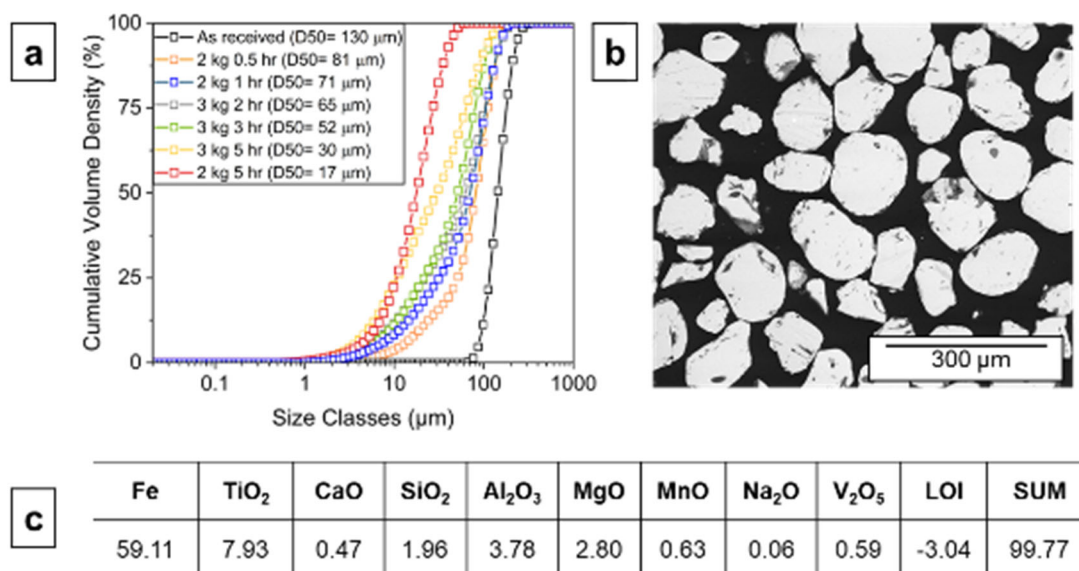 a
Cumulative Volume Density (%)
100
75
50
25
0
As received (D50= 130 µm)
2 kg 0.5 hr (D50= 81 µm)
2 kg 1 hr (D50= 71 µm)
3 kg 2 hr (D50= 65 µm)
3 kg 3 hr (D50= 52 µm)
3 kg 5 hr (D50= 30 µm)
2 kg 5 hr (D50= 17 µm)
0.1 1 10 100 1000
Size Classes (µm)
b
300 µm
c
Fe TiO₂ CaO SiO₂ Al₂O₃ MgO MnO Na₂O V₂O₅ LOI SUM
59.11 7.93 0.47 1.96 3.78 2.80 0.63 0.06 0.59 -3.04 99.77